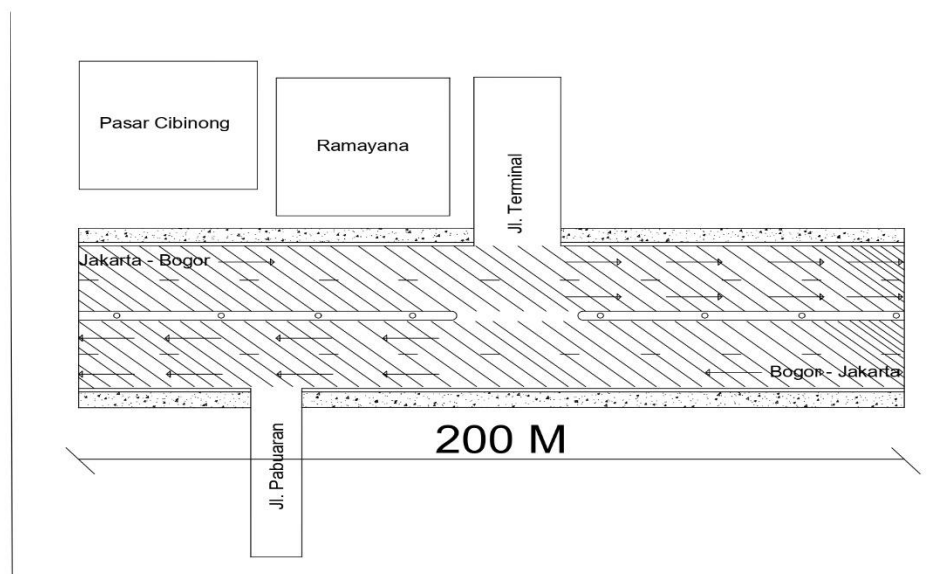 Pasar Cibinong
Ramayana
Jl. Terminal
Jakarta - Bogor
Bogor - Jakarta
200 M
Jl. Pabuaran